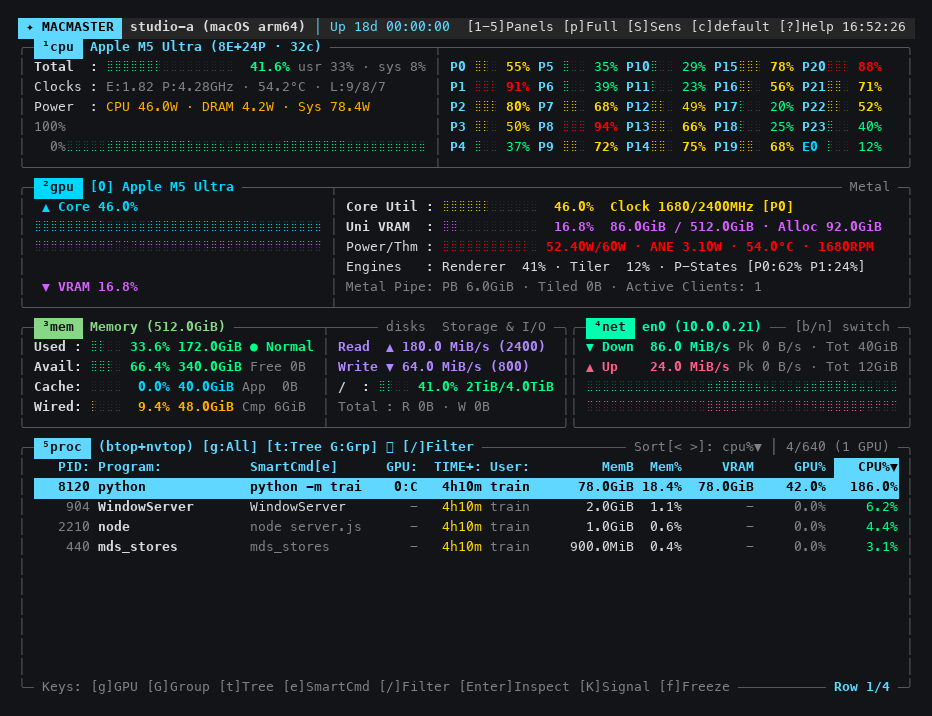 ✦ MACMASTER studio-a (macOS arm64) │ Up 18d 00:00:00 [1-5]Panels [p]Full [S]Sens [c]default [?]Help 16:52:26
¹cpu Apple M5 Ultra (8E+24P · 32c)
Total : 41.6% usr 33% · sys 8%
Clocks : E:1.82 P:4.28GHz · 54.2°C · L:9/8/7
Power : CPU 46.0W · DRAM 4.2W · Sys 78.4W
100%
0%
P0 55% P5 35% P10 29% P15 78% P20 88%
P1 91% P6 39% P11 23% P16 56% P21 71%
P2 80% P7 68% P12 49% P17 20% P22 52%
P3 50% P8 94% P13 66% P18 25% P23 40%
P4 37% P9 72% P14 75% P19 68% E0 12%
²gpu [0] Apple M5 Ultra Metal
▲ Core 46.0%
▼ VRAM 16.8%
Core Util : 46.0% Clock 1680/2400MHz [P0]
Uni VRAM : 16.8% 86.0GiB / 512.0GiB · Alloc 92.0GiB
Power/Thm : 52.40W/60W · ANE 3.10W · 54.0°C · 1680RPM
Engines : Renderer 41% · Tiler 12% · P-States [P0:62% P1:24%]
Metal Pipe: PB 6.0GiB · Tiled 0B · Active Clients: 1
³mem Memory (512.0GiB)
Used : 33.6% 172.0GiB ● Normal
Avail: 66.4% 340.0GiB Free 0B
Cache: 0.0% 40.0GiB App 0B
Wired: 9.4% 48.0GiB Cmp 6GiB
disks Storage & I/O
Read ▲ 180.0 MiB/s (2400)
Write ▼ 64.0 MiB/s (800)
/ : 41.0% 2TiB/4.0TiB
Total : R 0B · W 0B
⁴net en0 (10.0.0.21) [b/n] switch
▼ Down 86.0 MiB/s Pk 0 B/s · Tot 40GiB
▲ Up 24.0 MiB/s Pk 0 B/s · Tot 12GiB
⁵proc (btop+nvtop) [g:All] [t:Tree G:Grp] [/]Filter Sort[< >]: cpu%▼ │ 4/640 (1 GPU)
PID: Program: SmartCmd[e] GPU: TIME+: User: MemB Mem% VRAM GPU% CPU%▼
8120 python python -m trai 0:C 4h10m train 78.0GiB 18.4% 78.0GiB 42.0% 186.0%
904 WindowServer WindowServer – 4h10m train 2.0GiB 1.1% – 0.0% 6.2%
2210 node node server.js – 4h10m train 1.0GiB 0.6% – 0.0% 4.4%
440 mds_stores mds_stores – 4h10m train 900.0MiB 0.4% – 0.0% 3.1%
Keys: [g]GPU [G]Group [t]Tree [e]SmartCmd [/]Filter [Enter]Inspect [K]Signal [f]Freeze Row 1/4